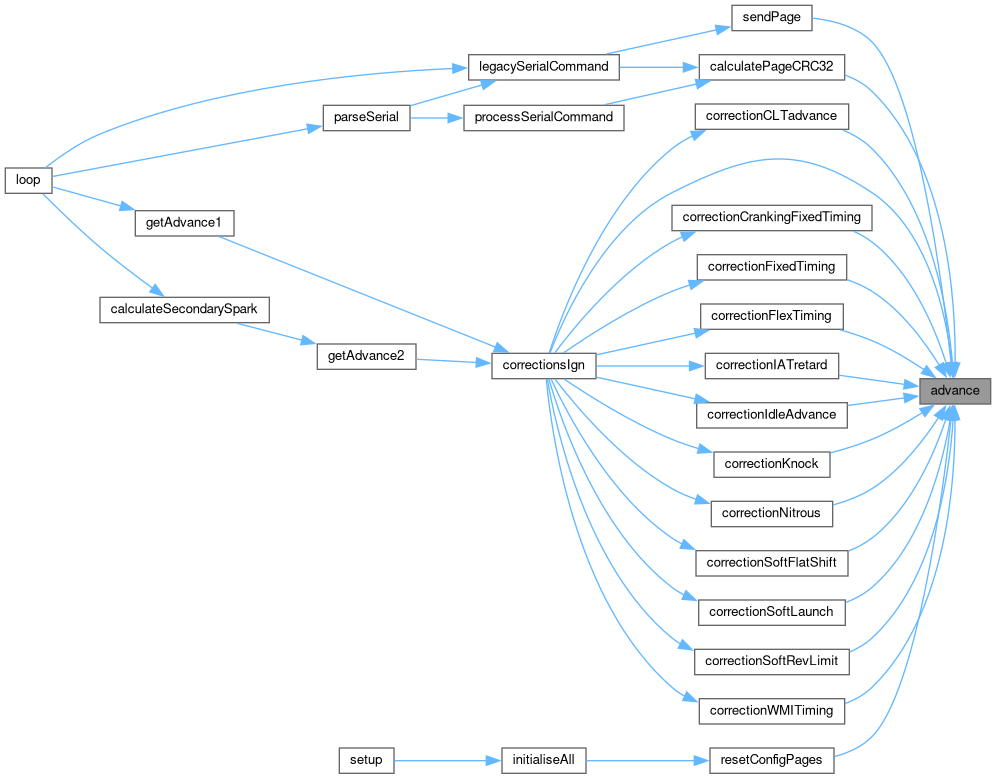 sendPage
legacySerialCommand
calculatePageCRC32
parseSerial
processSerialCommand
correctionCLTadvance
loop
getAdvance1
correctionCrankingFixedTiming
correctionFixedTiming
calculateSecondarySpark
correctionFlexTiming
getAdvance2
correctionsIgn
correctionIATretard
advance
correctionIdleAdvance
correctionKnock
correctionNitrous
correctionSoftFlatShift
correctionSoftLaunch
correctionSoftRevLimit
correctionWMITiming
setup
initialiseAll
resetConfigPages